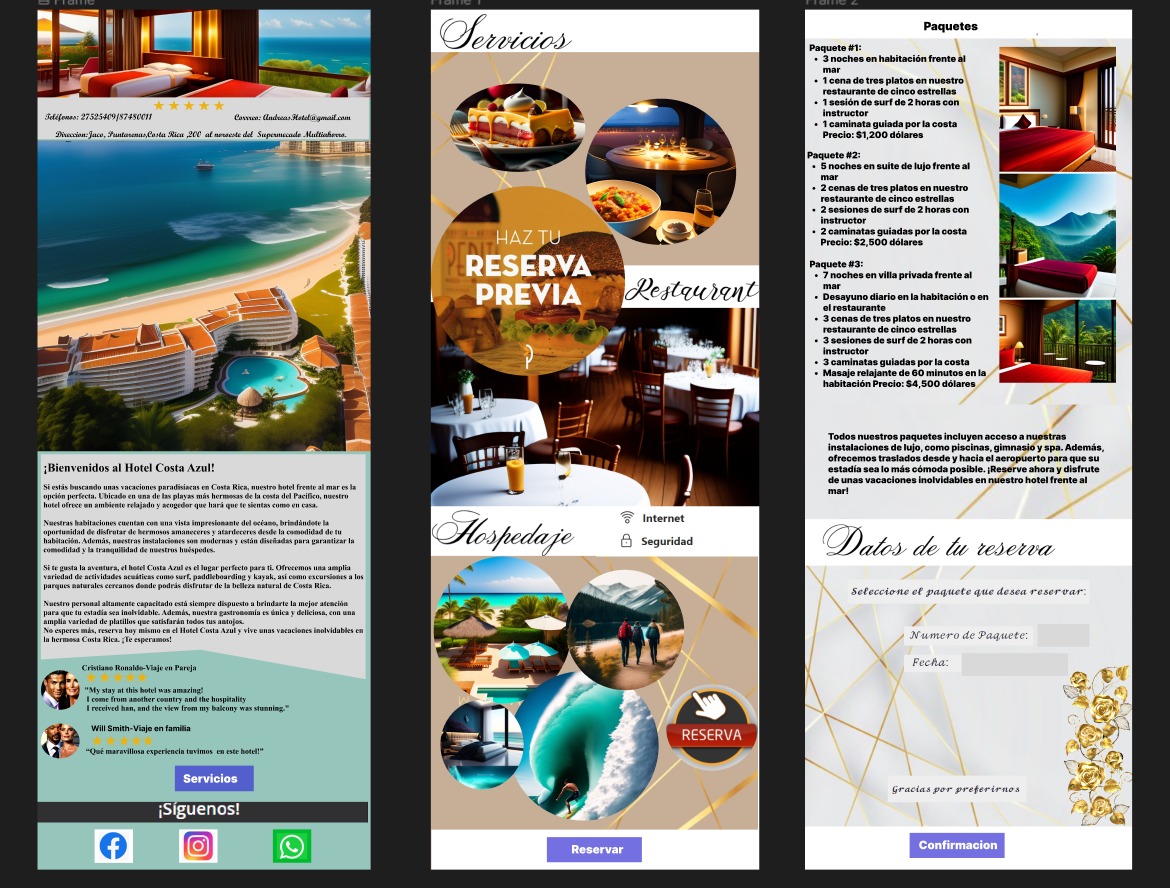 Frame
★★★★★
Teléfonos: 27525409/87480011
Correco: AndreasHotel@gmail.com
Direccion: Jaco, Puntarenas,Costa Rica ,200 al noroeste del Supermecado Multiahorro.
¡Bienvenidos al Hotel Costa Azul!
Si estás buscando unas vacaciones paradisíacas en Costa Rica, nuestro hotel frente al mar es la
opción perfecta. Ubicado en una de las playas más hermosas de la costa del Pacífico, nuestro
hotel ofrece un ambiente relajado y acogedor que hará que te sientas como en casa.
Nuestras habitaciones cuentan con una vista impresionante del océano, brindándote la
oportunidad de disfrutar de hermosos amaneceres y atardeceres desde la comodidad de tu
habitación. Además, nuestras instalaciones son modernas y están diseñadas para garantizar la
comodidad y la tranquilidad de nuestros huéspedes.
Si te gusta la aventura, el hotel Costa Azul es el lugar perfecto para ti. Ofrecemos una amplia
variedad de actividades acuáticas como surf, paddleboarding y kayak, así como excursiones a los
parques naturales cercanos donde podrás disfrutar de la belleza natural de Costa Rica.
Nuestro personal altamente capacitado está siempre dispuesto a brindarte la mejor atención
para que tu estadía sea inolvidable. Además, nuestra gastronomía es única y deliciosa, con una
amplia variedad de platillos que satisfarán todos tus antojos.
No esperes más, reserva hoy mismo en el Hotel Costa Azul y vive unas vacaciones inolvidables en
la hermosa Costa Rica. ¡Te esperamos!
Cristiano Ronaldo-Viaje en Pareja
★★★★★
"My stay at this hotel was amazing!
I come from another country and the hospitality
I received han, and the view from my balcony was stunning."
Will Smith-Viaje en familia
★★★★★
"Qué maravillosa experiencia tuvimos en este hotel!"
Servicios
¡Síguenos!
Frame 1
Servicios
HAZ TU
RESERVA
PREVIA
Restaurant
Hospedaje
Internet
Seguridad
RESERVA
Reservar
Frame 2
Paquetes
Paquete #1:
• 3 noches en habitación frente al
mar
• 1 cena de tres platos en nuestro
restaurante de cinco estrellas
• 1 sesión de surf de 2 horas con
instructor
• 1 caminata guiada por la costa
Precio: $1,200 dólares
Paquete #2:
• 5 noches en suite de lujo frente al
mar
• 2 cenas de tres platos en nuestro
restaurante de cinco estrellas
• 2 sesiones de surf de 2 horas con
instructor
• 2 caminatas guiadas por la costa
Precio: $2,500 dólares
Paquete #3:
• 7 noches en villa privada frente al
mar
• Desayuno diario en la habitación o en
el restaurante
• 3 cenas de tres platos en nuestro
restaurante de cinco estrellas
• 3 sesiones de surf de 2 horas con
instructor
• 3 caminatas guiadas por la costa
• Masaje relajante de 60 minutos en la
habitación Precio: $4,500 dólares
Todos nuestros paquetes incluyen acceso a nuestras
instalaciones de lujo, como piscinas, gimnasio y spa. Además,
ofrecemos traslados desde y hacia el aeropuerto para que su
estadía sea lo más cómoda posible. ¡Reserve ahora y disfrute
de unas vacaciones inolvidables en nuestro hotel frente al
mar!
Datos de tu reserva
Seleccione el paquete que desea reservar:
Numero de Paquete:
Fecha:
Gracias por preferirnos
Confirmacion